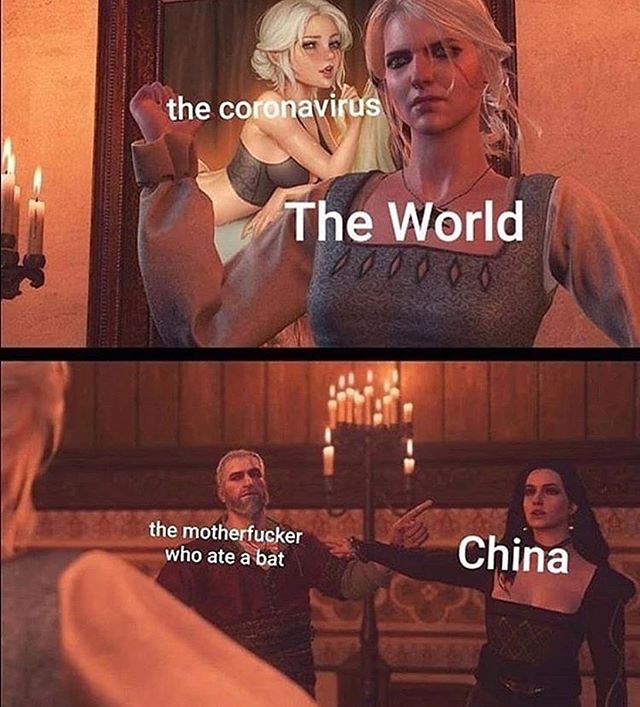 the coronavirus
The World
the motherfucker
who ate a bat
China